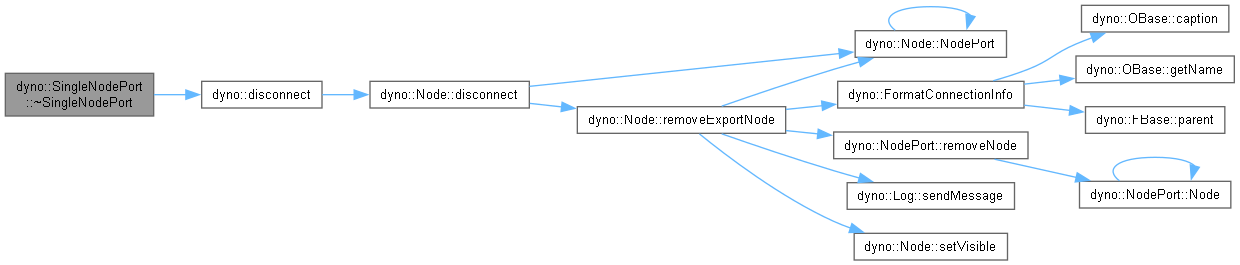 dyno::SingleNodePort
::~SingleNodePort
dyno::disconnect
dyno::Node::disconnect
dyno::Node::NodePort
dyno::Node::removeExportNode
dyno::FormatConnectionInfo
dyno::OBase::caption
dyno::OBase::getName
dyno::FBase::parent
dyno::NodePort::removeNode
dyno::NodePort::Node
dyno::Log::sendMessage
dyno::Node::setVisible